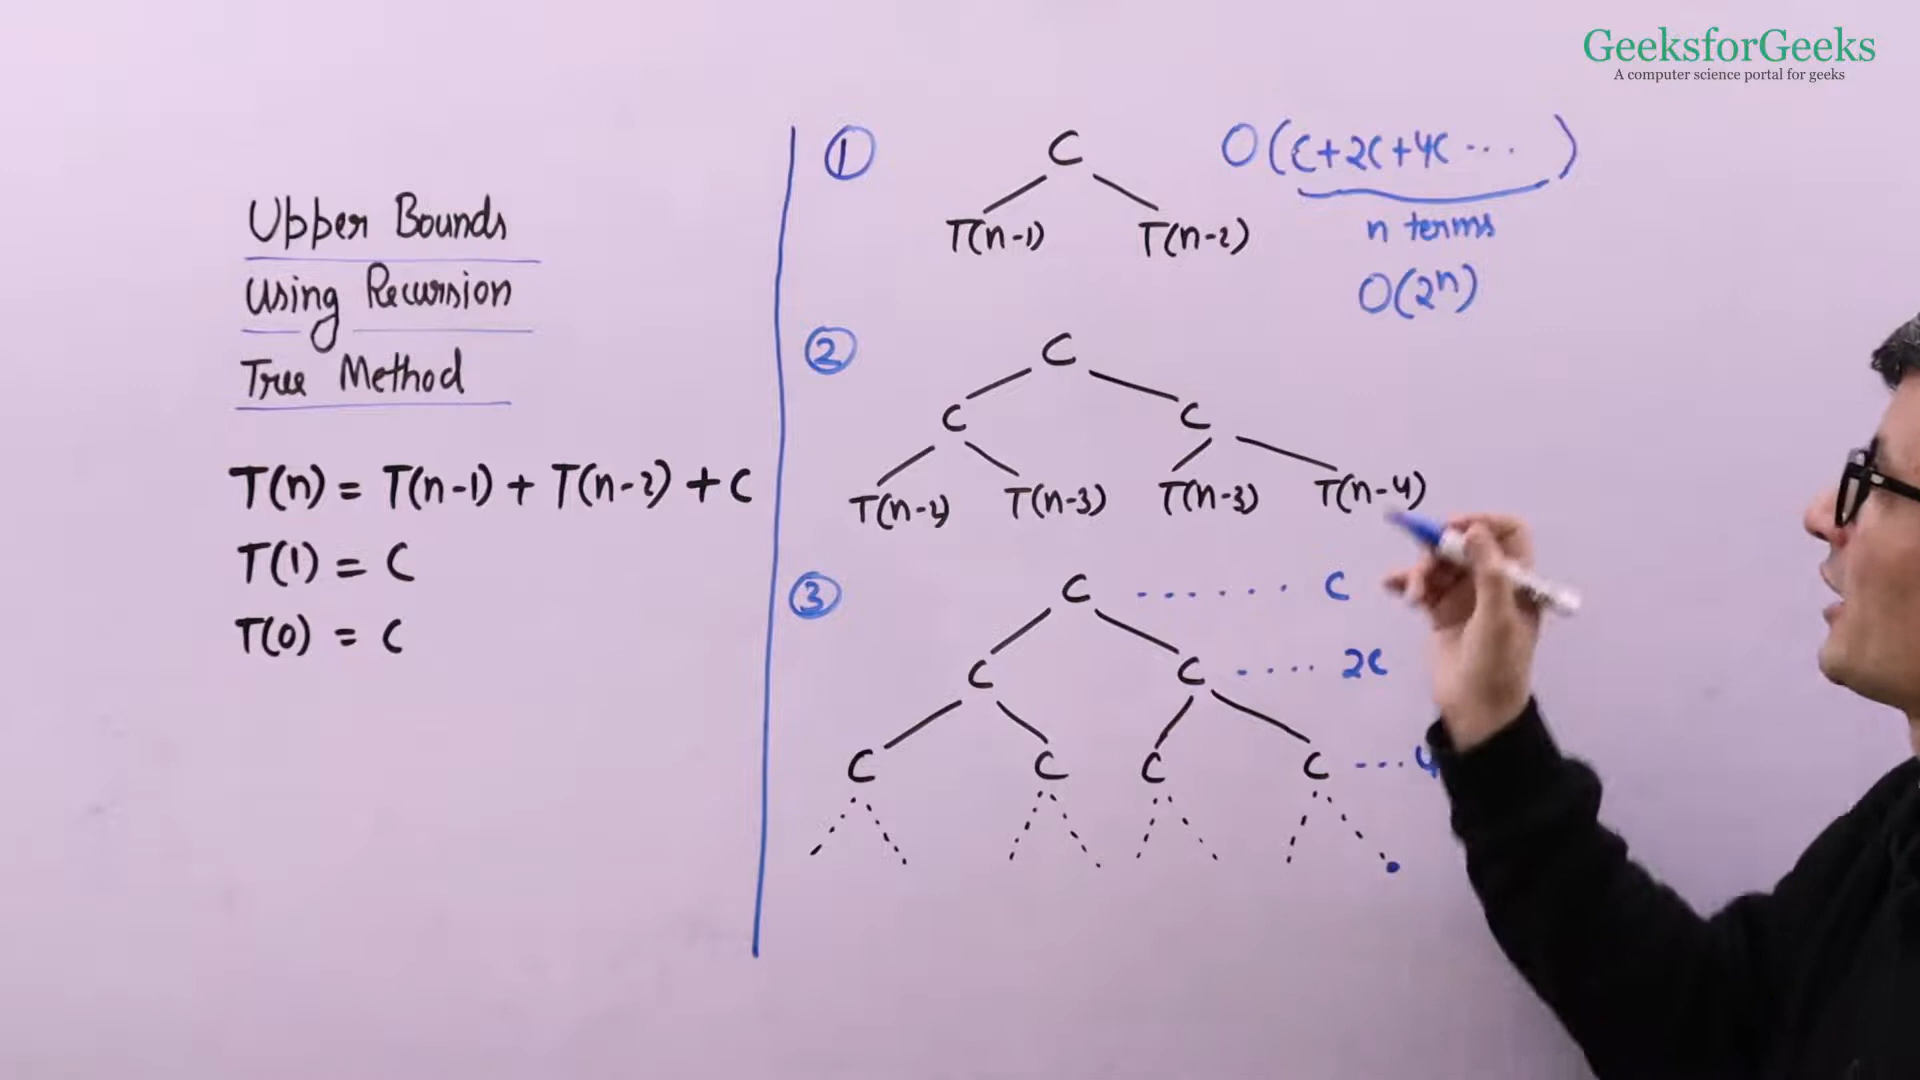 GeeksforGeeks
A computer science portal for geeks
Upper Bounds
Using Recursion
Tree Method
T(n) = T(n-1) + T(n-2) + C
T(1) = C
T(0) = C
① C O(C+2C+4C ··· )
T(n-1) T(n-2) n terms
O(2ⁿ)
② C
C C
T(n-2) T(n-3) T(n-3) T(n-4)
③ C ······ C
C C ···· 2C
C C C C ··· 4